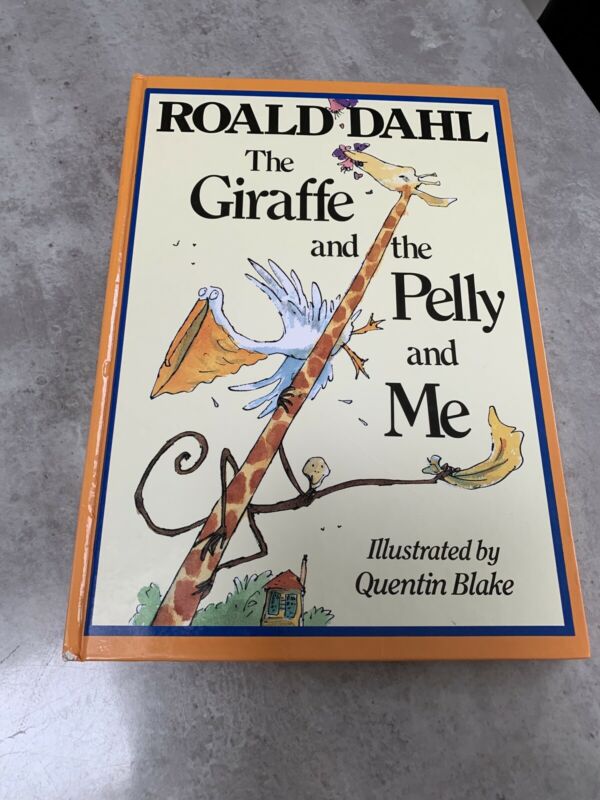 ROALD DAHL
The
Giraffe
and the
Pelly
and
Me
Illustrated by
Quentin Blake